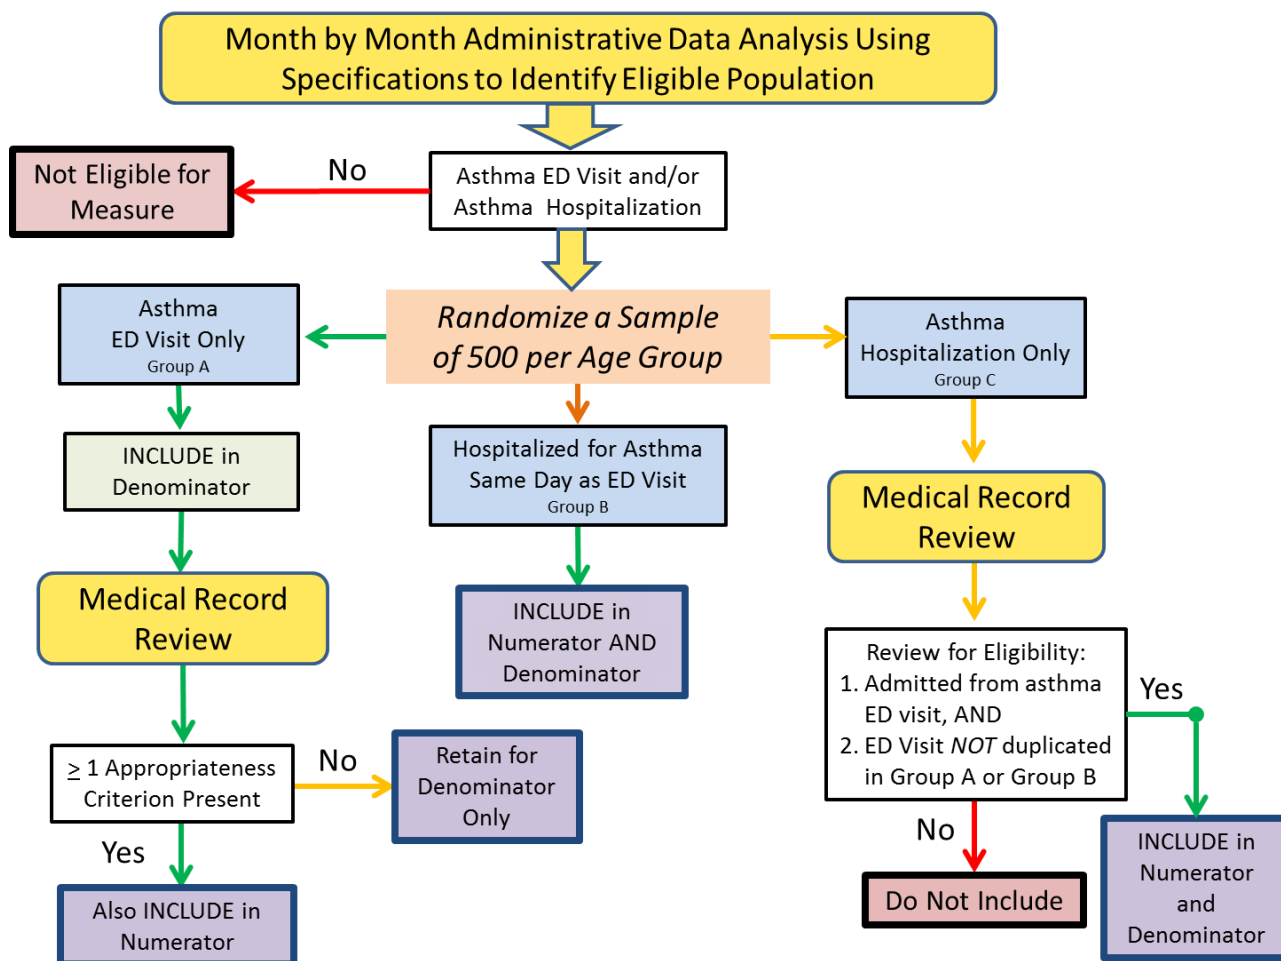 Month by Month Administrative Data Analysis Using
Specifications to Identify Eligible Population
No
Not Eligible for
Measure
Asthma ED Visit and/or
Asthma Hospitalization
Asthma
ED Visit Only
Group A
Randomize a Sample
of 500 per Age Group
Asthma
Hospitalization Only
Group C
INCLUDE in
Denominator
Hospitalized for Asthma
Same Day as ED Visit
Group B
Medical Record
Review
Medical Record
Review
INCLUDE in
Numerator AND
Denominator
Review for Eligibility:
1. Admitted from asthma
ED visit, AND
2. ED Visit NOT duplicated
in Group A or Group B
Yes
≥ 1 Appropriateness
Criterion Present
No
Retain for
Denominator
Only
Yes
No
Also INCLUDE in
Numerator
Do Not Include
INCLUDE in
Numerator
and
Denominator